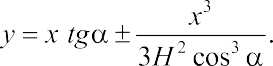 y = x tgα ± x³ / (3H² cos³ α).